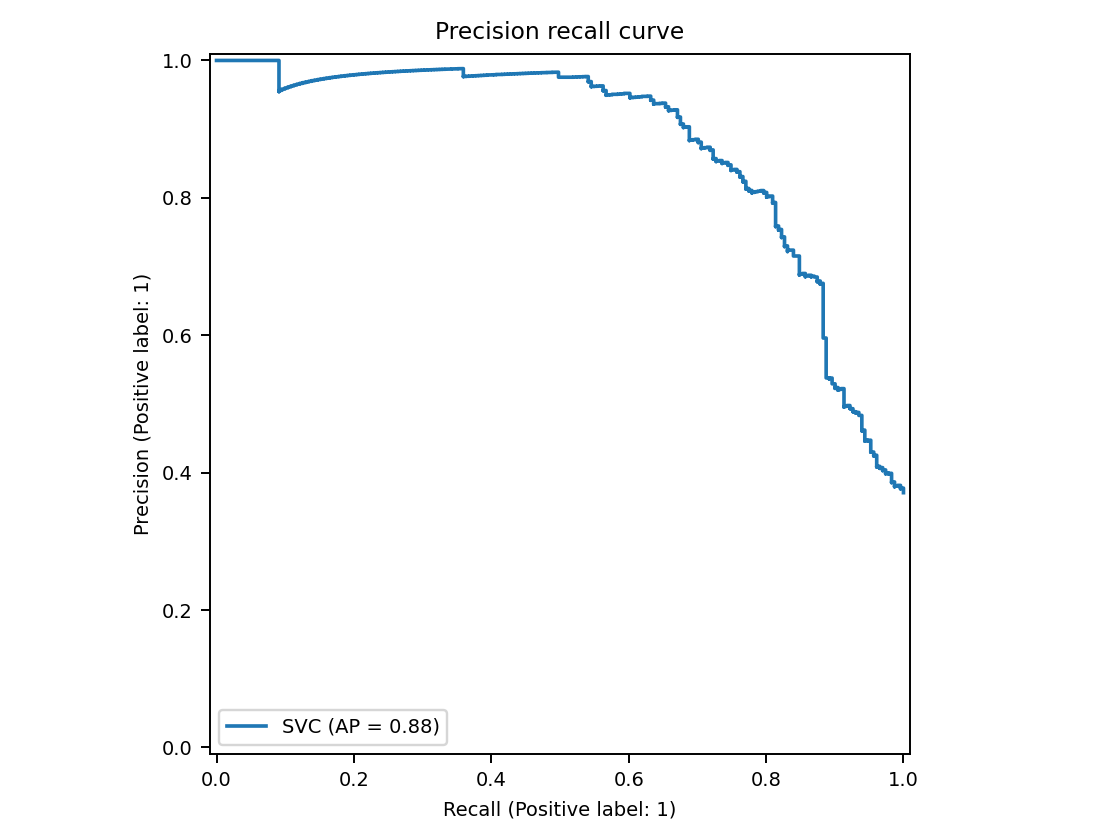 Precision recall curve
1.0
0.8
0.6
0.4
0.2
0.0
Precision (Positive label: 1)
SVC (AP = 0.88)
0.0 0.2 0.4 0.6 0.8 1.0
Recall (Positive label: 1)